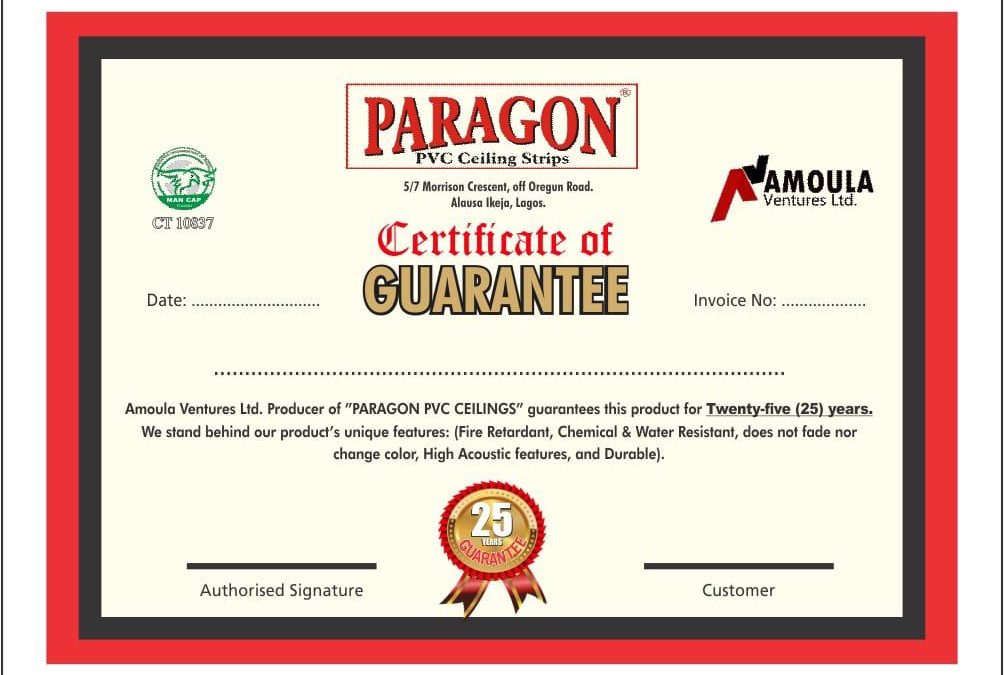 PARAGON®
PVC Ceiling Strips
5/7 Morrison Crescent, off Oregun Road.
Alausa Ikeja, Lagos.
MAN CAP
CT 10837
AMOULA
Ventures Ltd.
Certificate of
GUARANTEE
Date: .............................
Invoice No: ...................
Amoula Ventures Ltd. Producer of "PARAGON PVC CEILINGS" guarantees this product for Twenty-five (25) years.
We stand behind our product's unique features: (Fire Retardant, Chemical & Water Resistant, does not fade nor
change color, High Acoustic features, and Durable).
25
YEARS
GUARANTEE
Authorised Signature
Customer